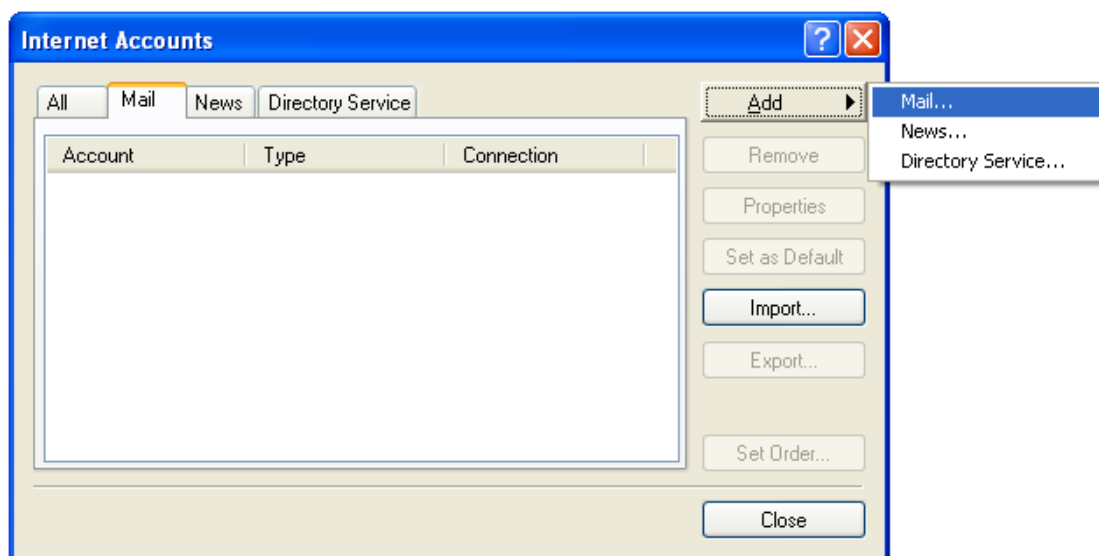 Internet Accounts
All Mail News Directory Service
Account Type Connection
Add
Remove
Properties
Set as Default
Import...
Export...
Set Order...
Close
Mail...
News...
Directory Service...